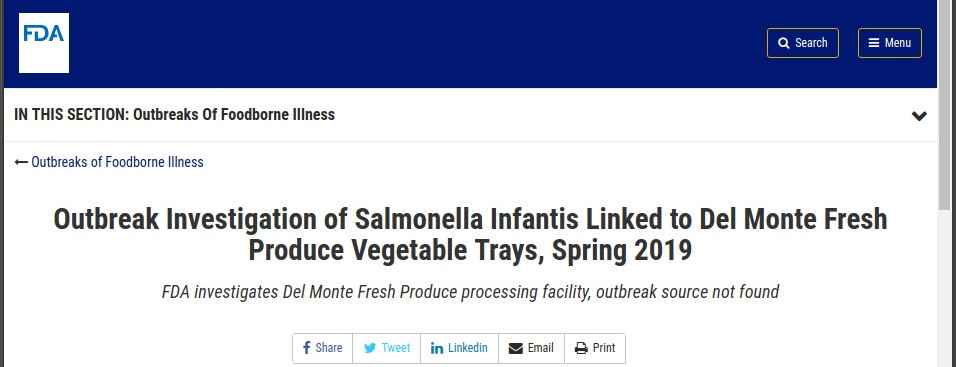 FDA
Search
Menu
IN THIS SECTION: Outbreaks Of Foodborne Illness
← Outbreaks of Foodborne Illness
Outbreak Investigation of Salmonella Infantis Linked to Del Monte Fresh
Produce Vegetable Trays, Spring 2019
FDA investigates Del Monte Fresh Produce processing facility, outbreak source not found
Share
Tweet
Linkedin
Email
Print